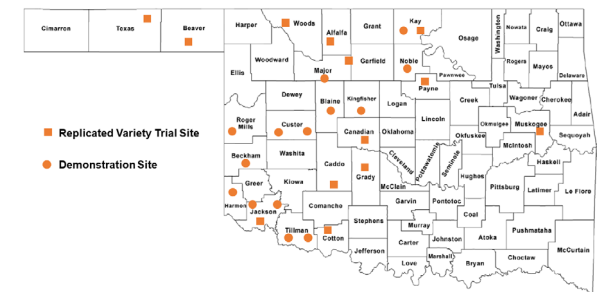 Cimarron
Texas
Beaver
Harper
Woods
Alfalfa
Grant
Kay
Osage
Washington
Nowata
Craig
Ottawa
Ellis
Woodward
Major
Garfield
Noble
Pawnee
Rogers
Mayes
Delaware
Dewey
Blaine
Kingfisher
Logan
Payne
Creek
Tulsa
Wagoner
Cherokee
Adair
Roger
Mills
Custer
Canadian
Oklahoma
Lincoln
Okfuskee
Okmulgee
Muskogee
Sequoyah
McIntosh
Replicated Variety Trial Site
Demonstration Site
Beckham
Washita
Caddo
Grady
Cleveland
Pottawatomie
Seminole
Hughes
Haskell
Pittsburg
Latimer
Le Flore
Greer
Kiowa
Harmon
Jackson
Comanche
McClain
Garvin
Pontotoc
Coal
Tillman
Cotton
Stephens
Murray
Johnston
Atoka
Pushmataha
McCurtain
Jefferson
Carter
Love
Marshall
Bryan
Choctaw